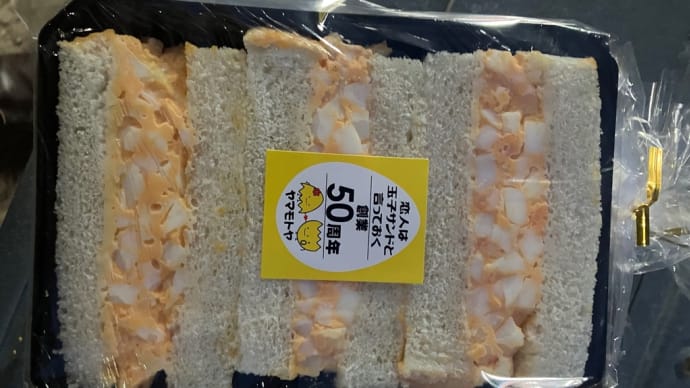 恋人は
玉子サンドと
言っておく
創業
50周年
ヤマモトヤ